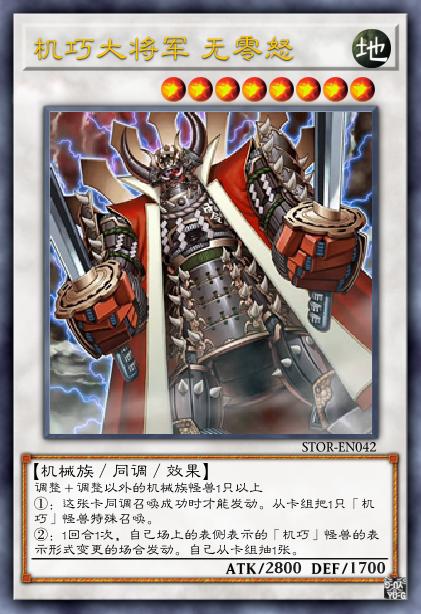 机巧大将军 无零怒
地
STOR-EN042
【机械族／同调／效果】
调整＋调整以外的机械族怪兽1只以上
①：这张卡同调召唤成功时才能发动。从卡组把1只「机
巧」怪兽特殊召唤。
②：1回合1次，自己场上的表侧表示的「机巧」怪兽的表
示形式变更的场合发动。自己从卡组抽1张。
ATK/2800 DEF/1700